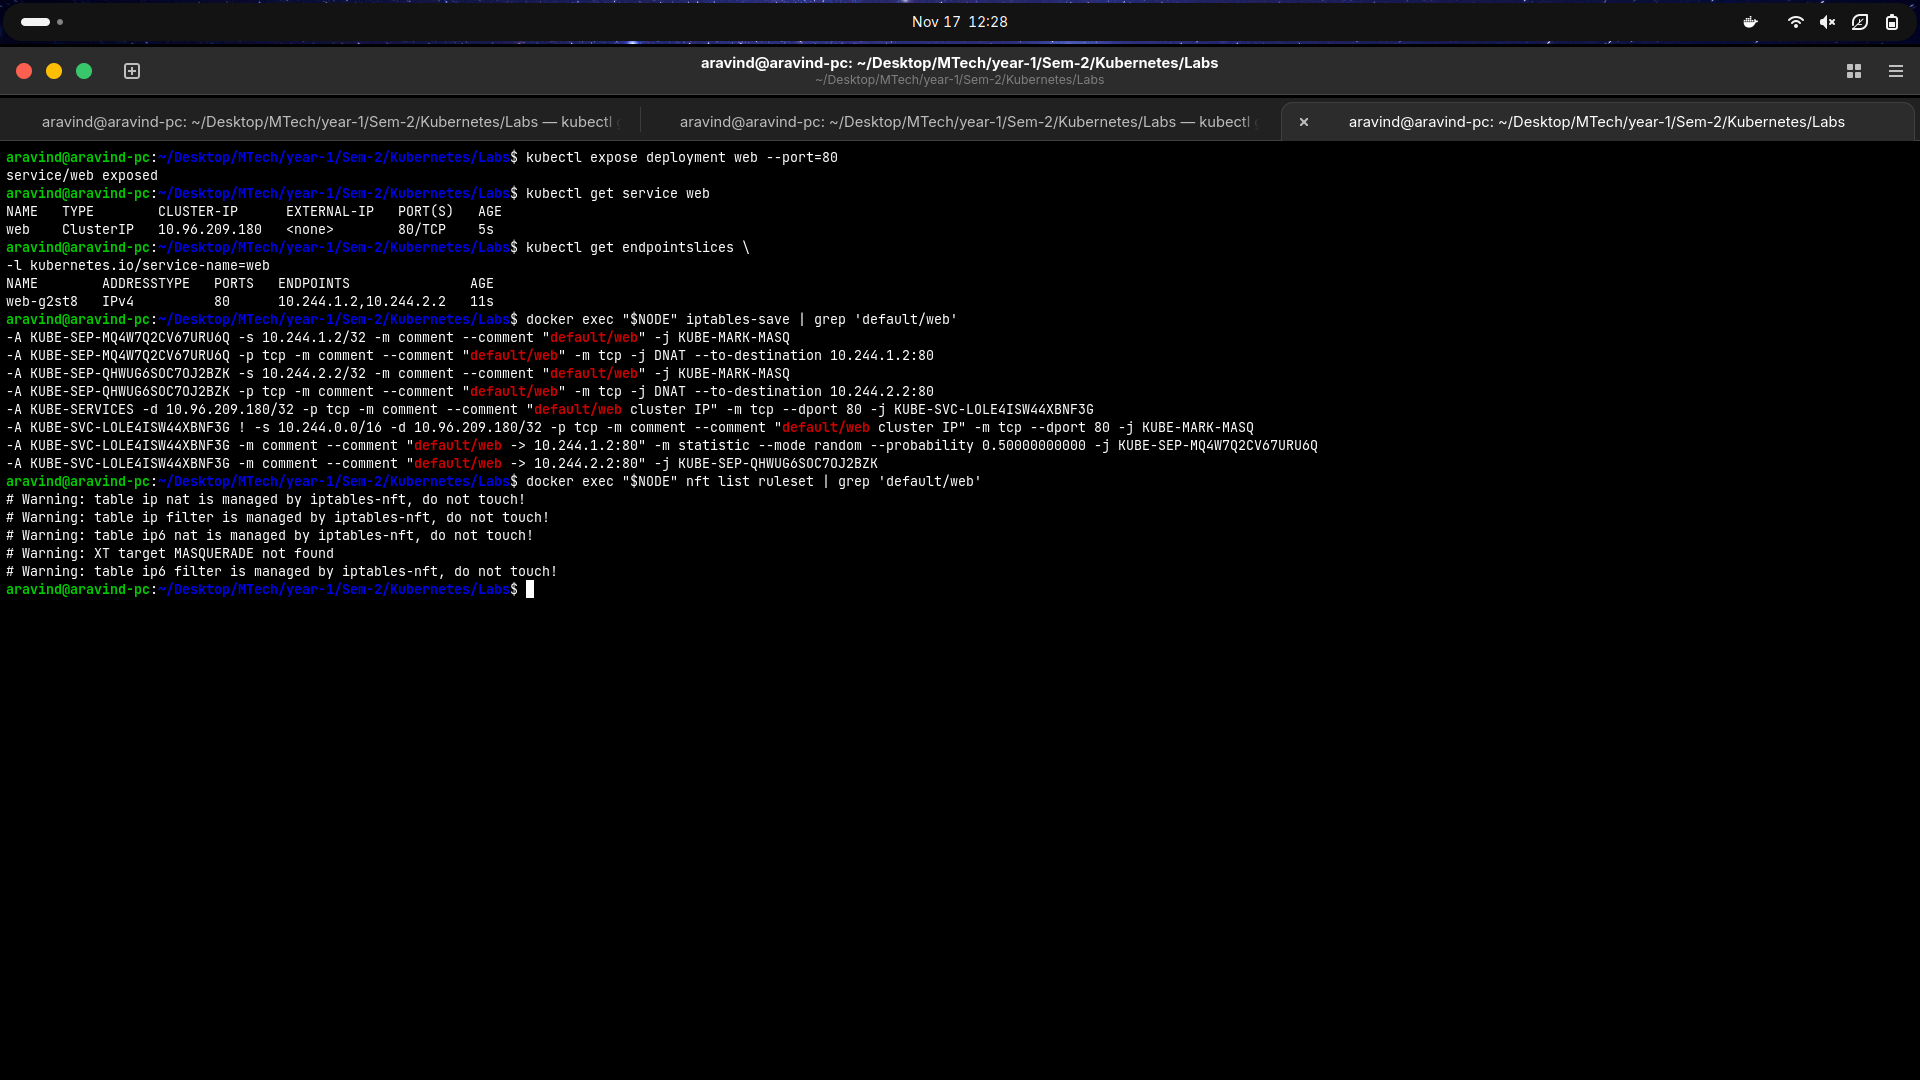 Nov 17 12:28
aravind@aravind-pc: ~/Desktop/MTech/year-1/Sem-2/Kubernetes/Labs
~/Desktop/MTech/year-1/Sem-2/Kubernetes/Labs
aravind@aravind-pc: ~/Desktop/MTech/year-1/Sem-2/Kubernetes/Labs — kubectl
aravind@aravind-pc: ~/Desktop/MTech/year-1/Sem-2/Kubernetes/Labs — kubectl
aravind@aravind-pc: ~/Desktop/MTech/year-1/Sem-2/Kubernetes/Labs
aravind@aravind-pc:~/Desktop/MTech/year-1/Sem-2/Kubernetes/Labs$ kubectl expose deployment web --port=80
service/web exposed
aravind@aravind-pc:~/Desktop/MTech/year-1/Sem-2/Kubernetes/Labs$ kubectl get service web
NAME   TYPE        CLUSTER-IP      EXTERNAL-IP   PORT(S)   AGE
web    ClusterIP   10.96.209.180   <none>        80/TCP    5s
aravind@aravind-pc:~/Desktop/MTech/year-1/Sem-2/Kubernetes/Labs$ kubectl get endpointslices \
-l kubernetes.io/service-name=web
NAME        ADDRESSTYPE   PORTS   ENDPOINTS               AGE
web-g2st8   IPv4          80      10.244.1.2,10.244.2.2   11s
aravind@aravind-pc:~/Desktop/MTech/year-1/Sem-2/Kubernetes/Labs$ docker exec "$NODE" iptables-save | grep 'default/web'
-A KUBE-SEP-MQ4W7Q2CV67URU6Q -s 10.244.1.2/32 -m comment --comment "default/web" -j KUBE-MARK-MASQ
-A KUBE-SEP-MQ4W7Q2CV67URU6Q -p tcp -m comment --comment "default/web" -m tcp -j DNAT --to-destination 10.244.1.2:80
-A KUBE-SEP-QHWUG6SOC7OJ2BZK -s 10.244.2.2/32 -m comment --comment "default/web" -j KUBE-MARK-MASQ
-A KUBE-SEP-QHWUG6SOC7OJ2BZK -p tcp -m comment --comment "default/web" -m tcp -j DNAT --to-destination 10.244.2.2:80
-A KUBE-SERVICES -d 10.96.209.180/32 -p tcp -m comment --comment "default/web cluster IP" -m tcp --dport 80 -j KUBE-SVC-LOLE4ISW44XBNF3G
-A KUBE-SVC-LOLE4ISW44XBNF3G ! -s 10.244.0.0/16 -d 10.96.209.180/32 -p tcp -m comment --comment "default/web cluster IP" -m tcp --dport 80 -j KUBE-MARK-MASQ
-A KUBE-SVC-LOLE4ISW44XBNF3G -m comment --comment "default/web -> 10.244.1.2:80" -m statistic --mode random --probability 0.50000000000 -j KUBE-SEP-MQ4W7Q2CV67URU6Q
-A KUBE-SVC-LOLE4ISW44XBNF3G -m comment --comment "default/web -> 10.244.2.2:80" -j KUBE-SEP-QHWUG6SOC7OJ2BZK
aravind@aravind-pc:~/Desktop/MTech/year-1/Sem-2/Kubernetes/Labs$ docker exec "$NODE" nft list ruleset | grep 'default/web'
# Warning: table ip nat is managed by iptables-nft, do not touch!
# Warning: table ip filter is managed by iptables-nft, do not touch!
# Warning: table ip6 nat is managed by iptables-nft, do not touch!
# Warning: XT target MASQUERADE not found
# Warning: table ip6 filter is managed by iptables-nft, do not touch!
aravind@aravind-pc:~/Desktop/MTech/year-1/Sem-2/Kubernetes/Labs$